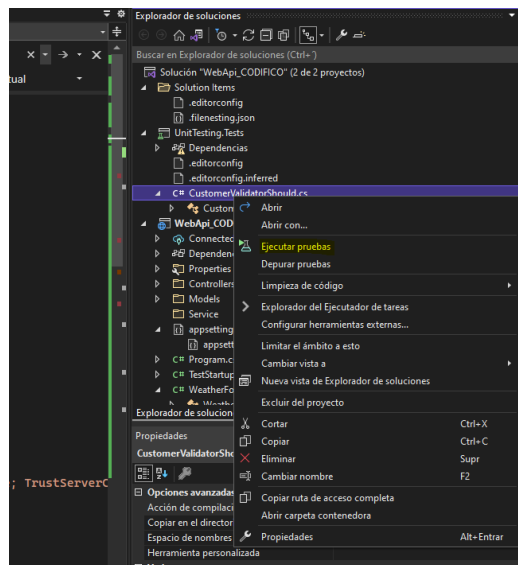 Explorador de soluciones
Buscar en Explorador de soluciones (Ctrl+´)
tual
Solución "WebApi_CODIFICO" (2 de 2 proyectos)
Solution Items
.editorconfig
.filenesting.json
UnitTesting.Tests
Dependencias
.editorconfig
.editorconfig.inferred
C# CustomerValidatorShould.cs
Custom
WebApi_COD
Connected
Dependen
Properties
Controllers
Models
Service
appsetting
appsett
C# Program.c
C# TestStartup
C# WeatherFo
Weathe
Explorador de solucion
Abrir
Abrir con...
Ejecutar pruebas
Depurar pruebas
Limpieza de código
Explorador del Ejecutador de tareas
Configurar herramientas externas...
Limitar el ámbito a esto
Cambiar vista a
Nueva vista de Explorador de soluciones
Excluir del proyecto
Cortar Ctrl+X
Copiar Ctrl+C
Eliminar Supr
Cambiar nombre F2
Copiar ruta de acceso completa
Abrir carpeta contenedora
Propiedades Alt+Entrar
Propiedades
CustomerValidatorSho
; TrustServerC
Opciones avanzadas
Acción de compilaci
Copiar en el director
Espacio de nombres
Herramienta personalizada